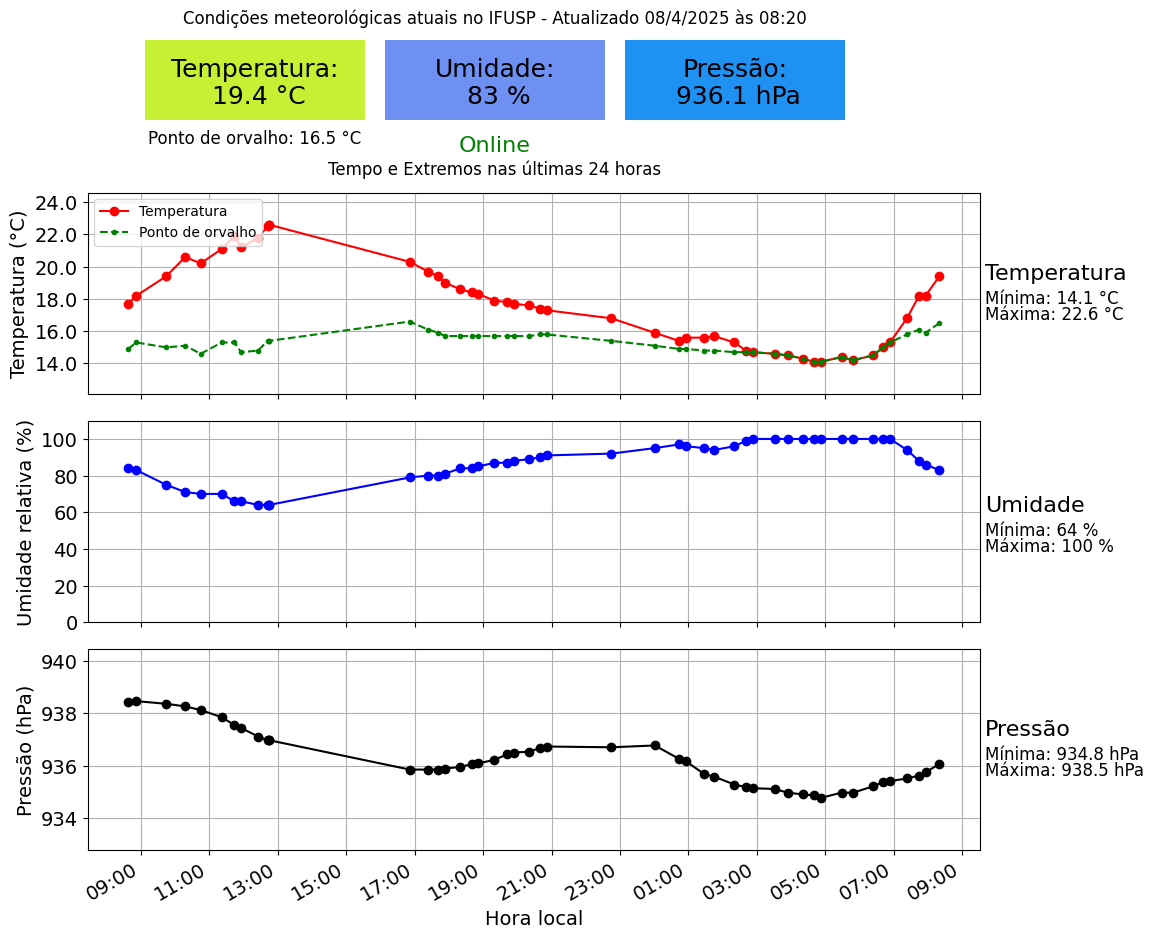 Condições meteorológicas atuais no IFUSP - Atualizado 08/4/2025 às 08:20
Temperatura:
19.4 °C
Umidade:
83 %
Pressão:
936.1 hPa
Ponto de orvalho: 16.5 °C
Online
Tempo e Extremos nas últimas 24 horas
Temperatura (°C)
24.0
22.0
20.0
18.0
16.0
14.0
Temperatura
Ponto de orvalho
Temperatura
Mínima: 14.1 °C
Máxima: 22.6 °C
Umidade relativa (%)
100
80
60
40
20
0
Umidade
Mínima: 64 %
Máxima: 100 %
Pressão (hPa)
940
938
936
934
Pressão
Mínima: 934.8 hPa
Máxima: 938.5 hPa
09:00
11:00
13:00
15:00
17:00
19:00
21:00
23:00
01:00
03:00
05:00
07:00
09:00
Hora local